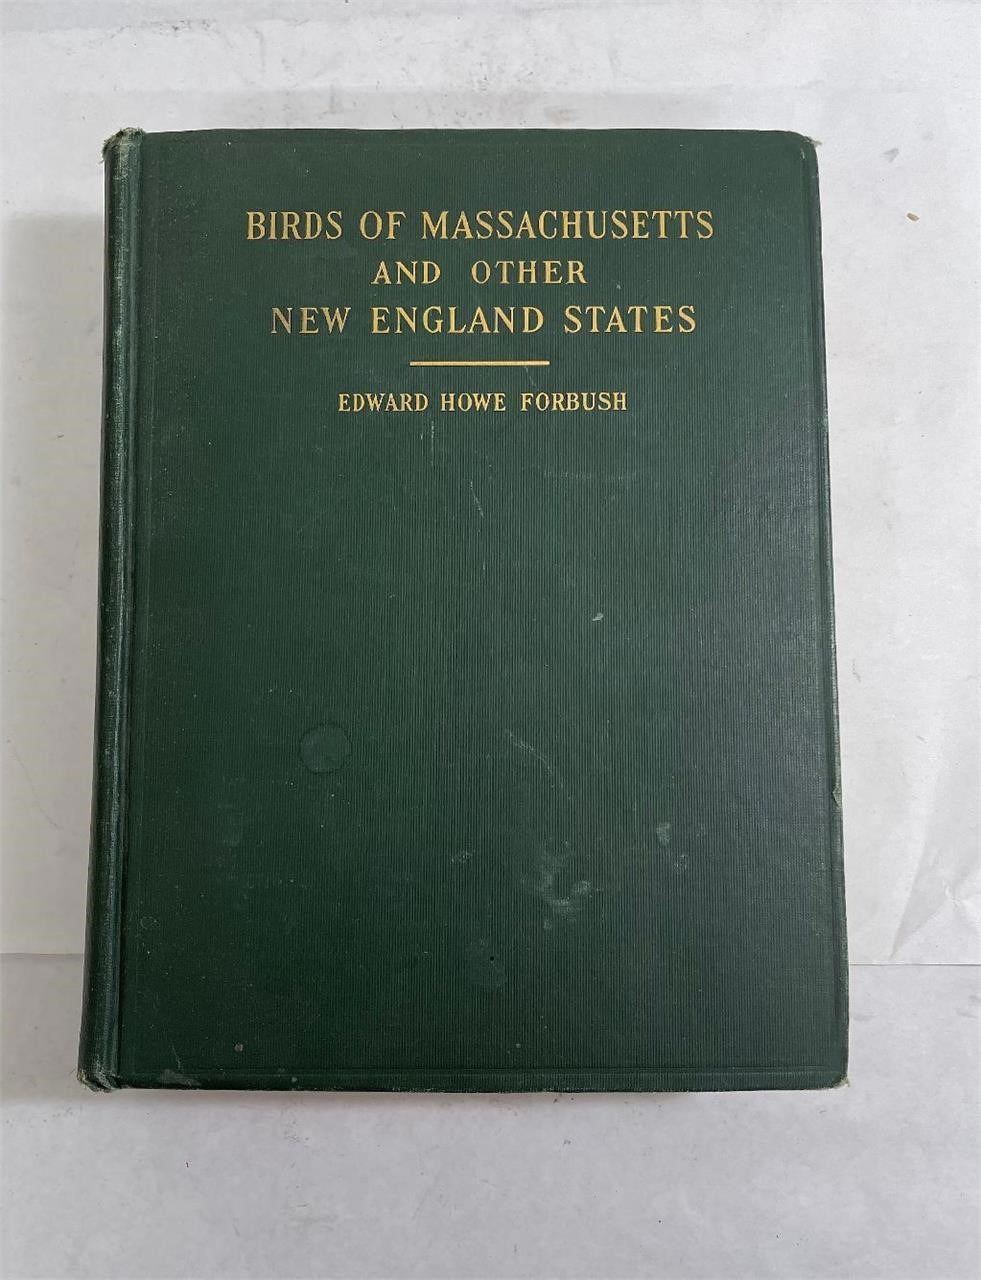 BIRDS OF MASSACHUSETTS
AND OTHER
NEW ENGLAND STATES
EDWARD HOWE FORBUSH